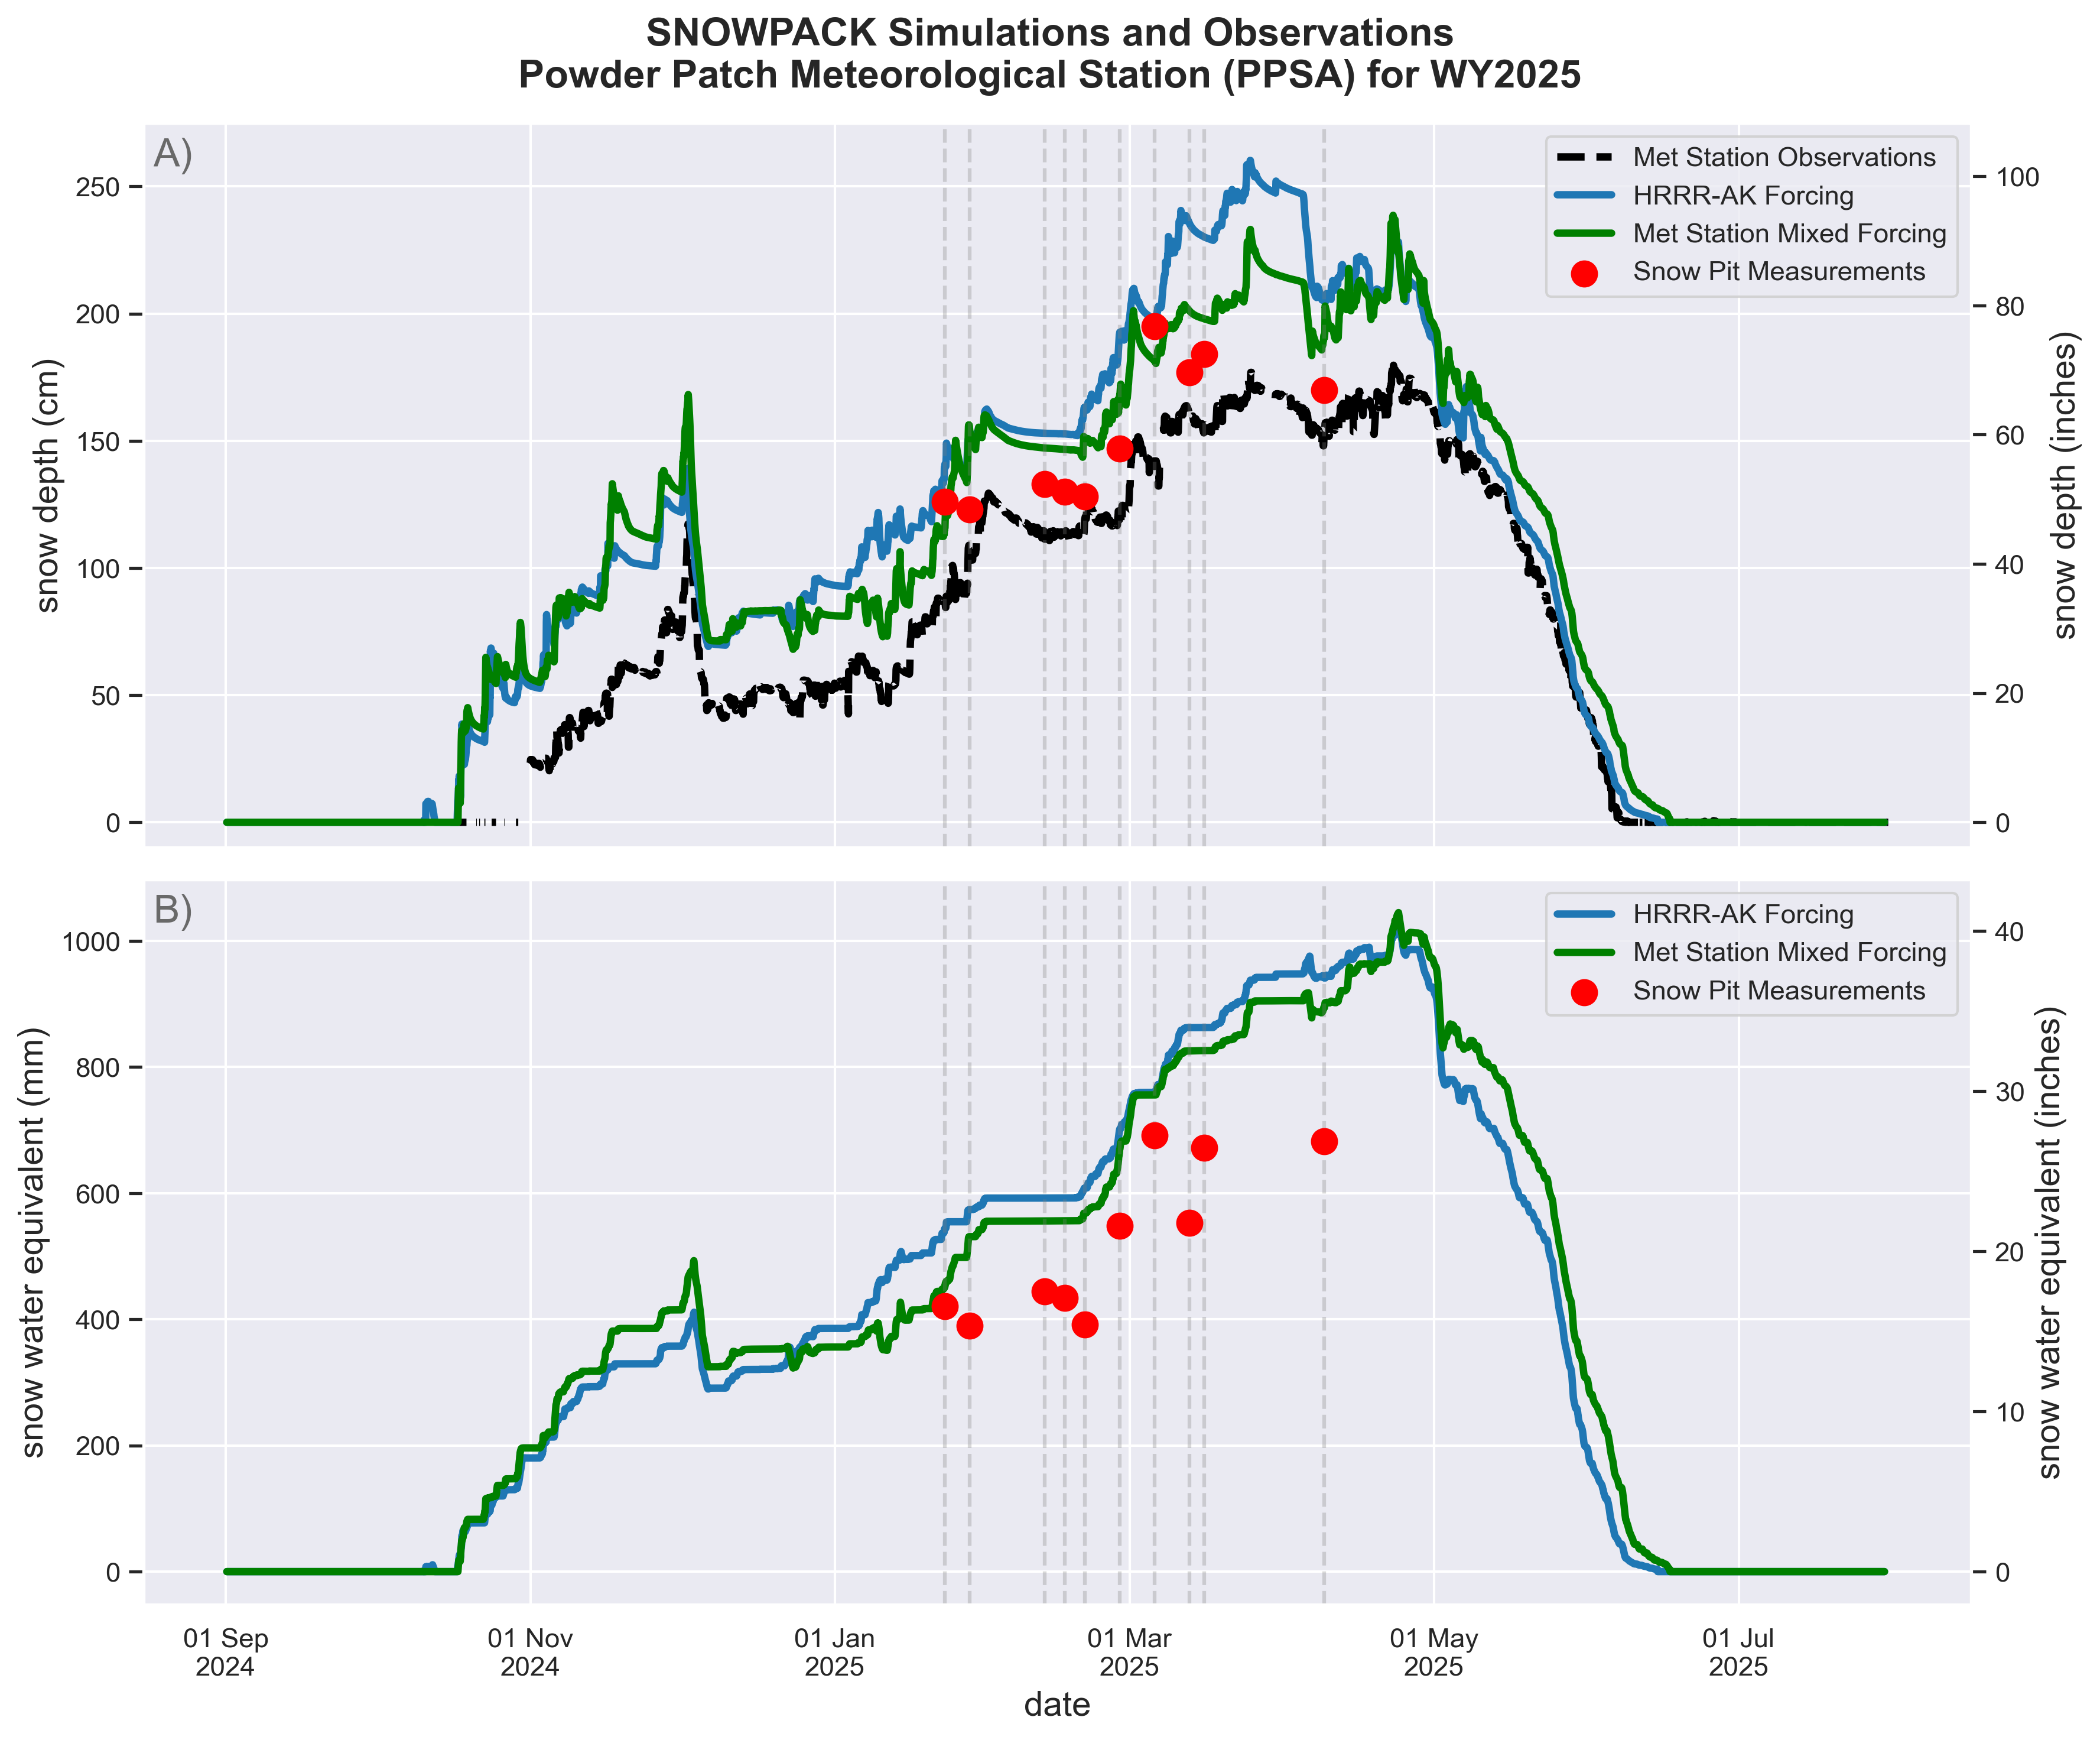 SNOWPACK Simulations and Observations
Powder Patch Meteorological Station (PPSA) for WY2025
A)
Met Station Observations
HRRR-AK Forcing
Met Station Mixed Forcing
Snow Pit Measurements
snow depth (cm)
250
200
150
100
50
0
100
80
60
40
20
0
snow depth (inches)
B)
HRRR-AK Forcing
Met Station Mixed Forcing
Snow Pit Measurements
snow water equivalent (mm)
1000
800
600
400
200
0
40
30
20
10
0
snow water equivalent (inches)
01 Sep 01 Nov 01 Jan 01 Mar 01 May 01 Jul
2024 2024 2025 2025 2025 2025
date